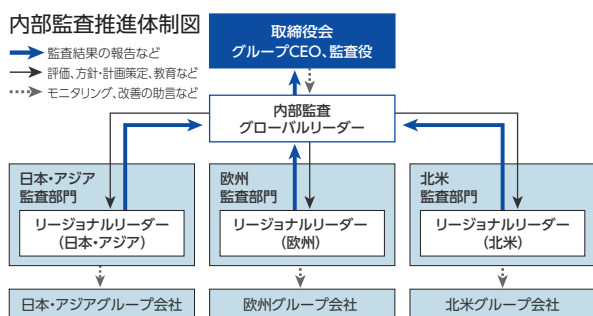 内部監査推進体制図
監査結果の報告など
評価、方針・計画策定、教育など
モニタリング、改善の助言など
取締役会
グループCEO、監査役
内部監査
グローバルリーダー
日本・アジア
監査部門
リージョナルリーダー
(日本・アジア)
欧州
監査部門
リージョナルリーダー
(欧州)
北米
監査部門
リージョナルリーダー
(北米)
日本・アジアグループ会社
欧州グループ会社
北米グループ会社